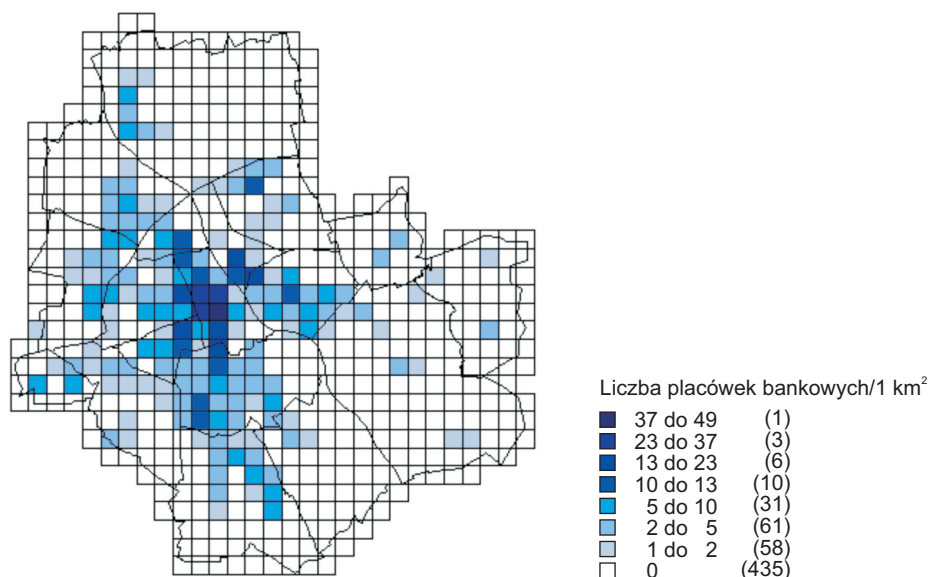 Liczba placówek bankowych/1 km²
37 do 49 (1)
23 do 37 (3)
13 do 23 (6)
10 do 13 (10)
5 do 10 (31)
2 do 5 (61)
1 do 2 (58)
0 (435)